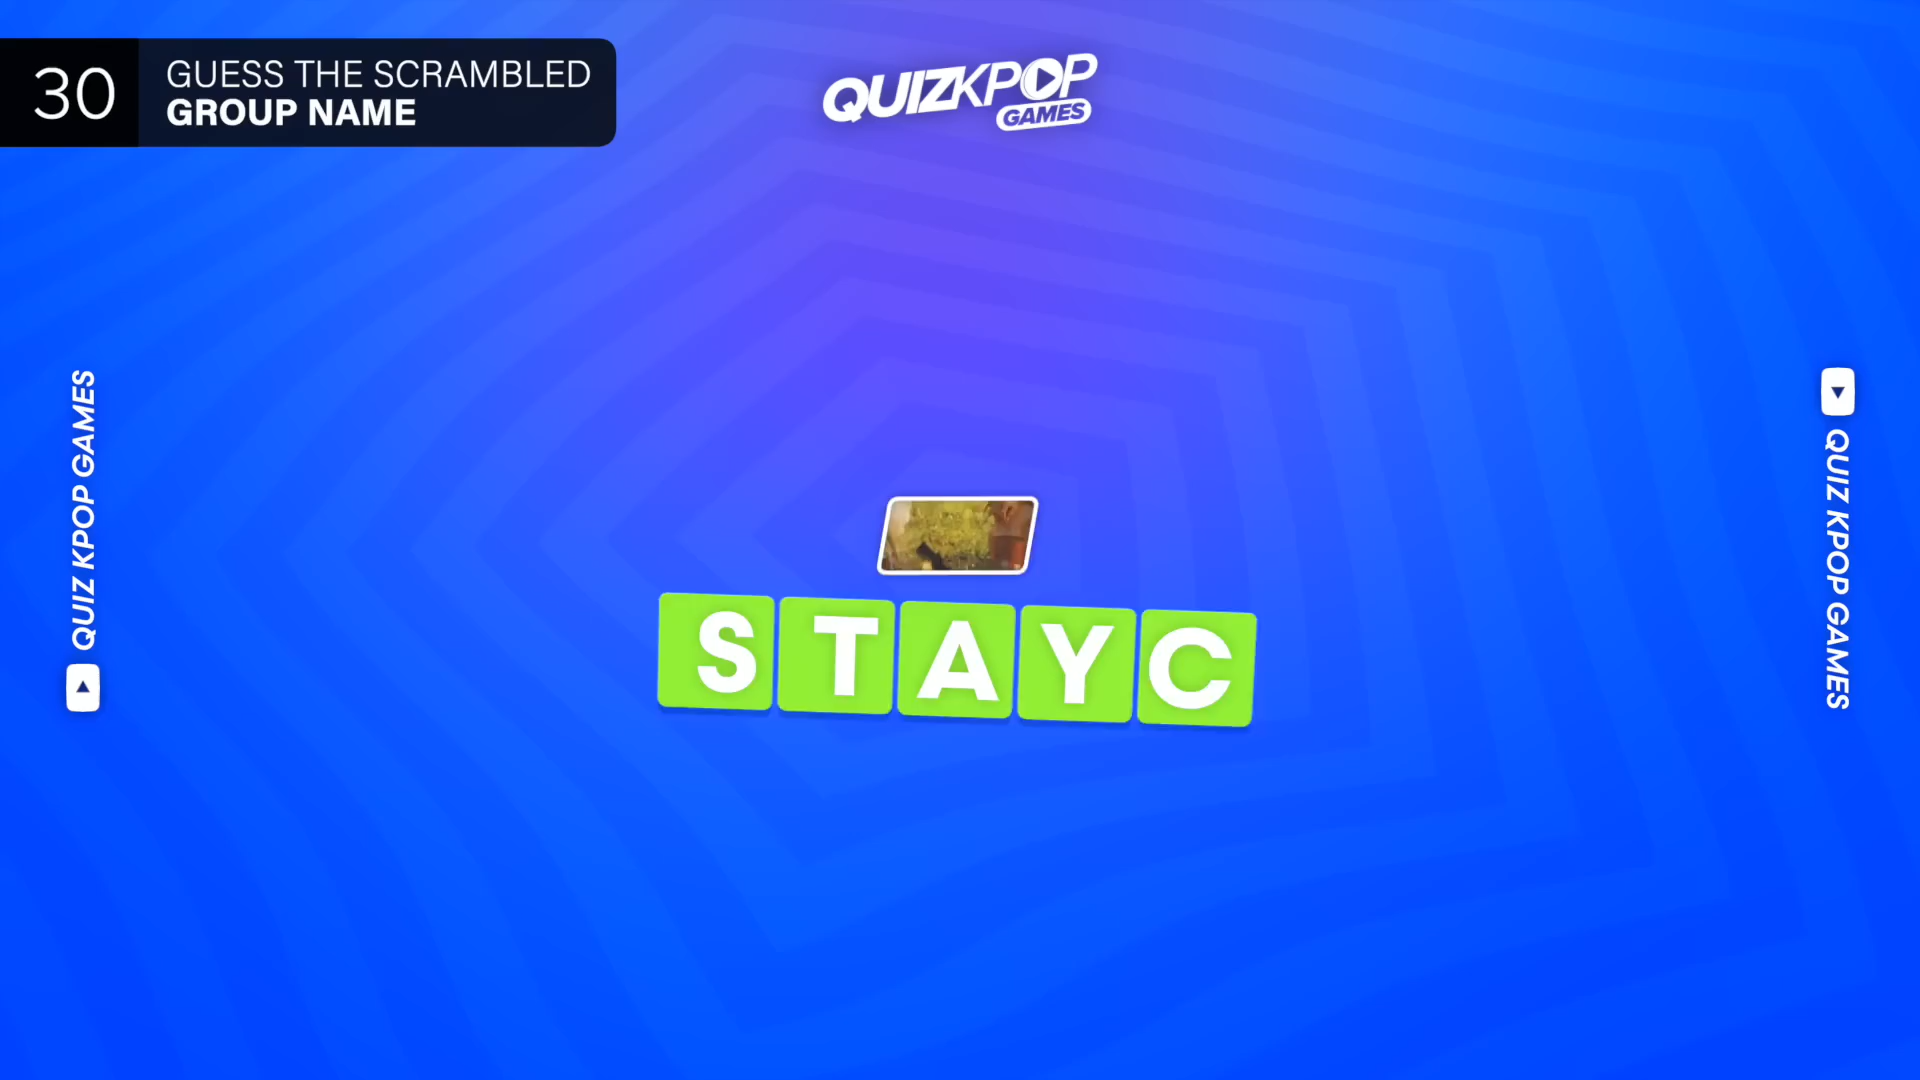 30
GUESS THE SCRAMBLED
GROUP NAME
QUIZKPOP
GAMES
QUIZ KPOP GAMES
STAYC
QUIZ KPOP GAMES